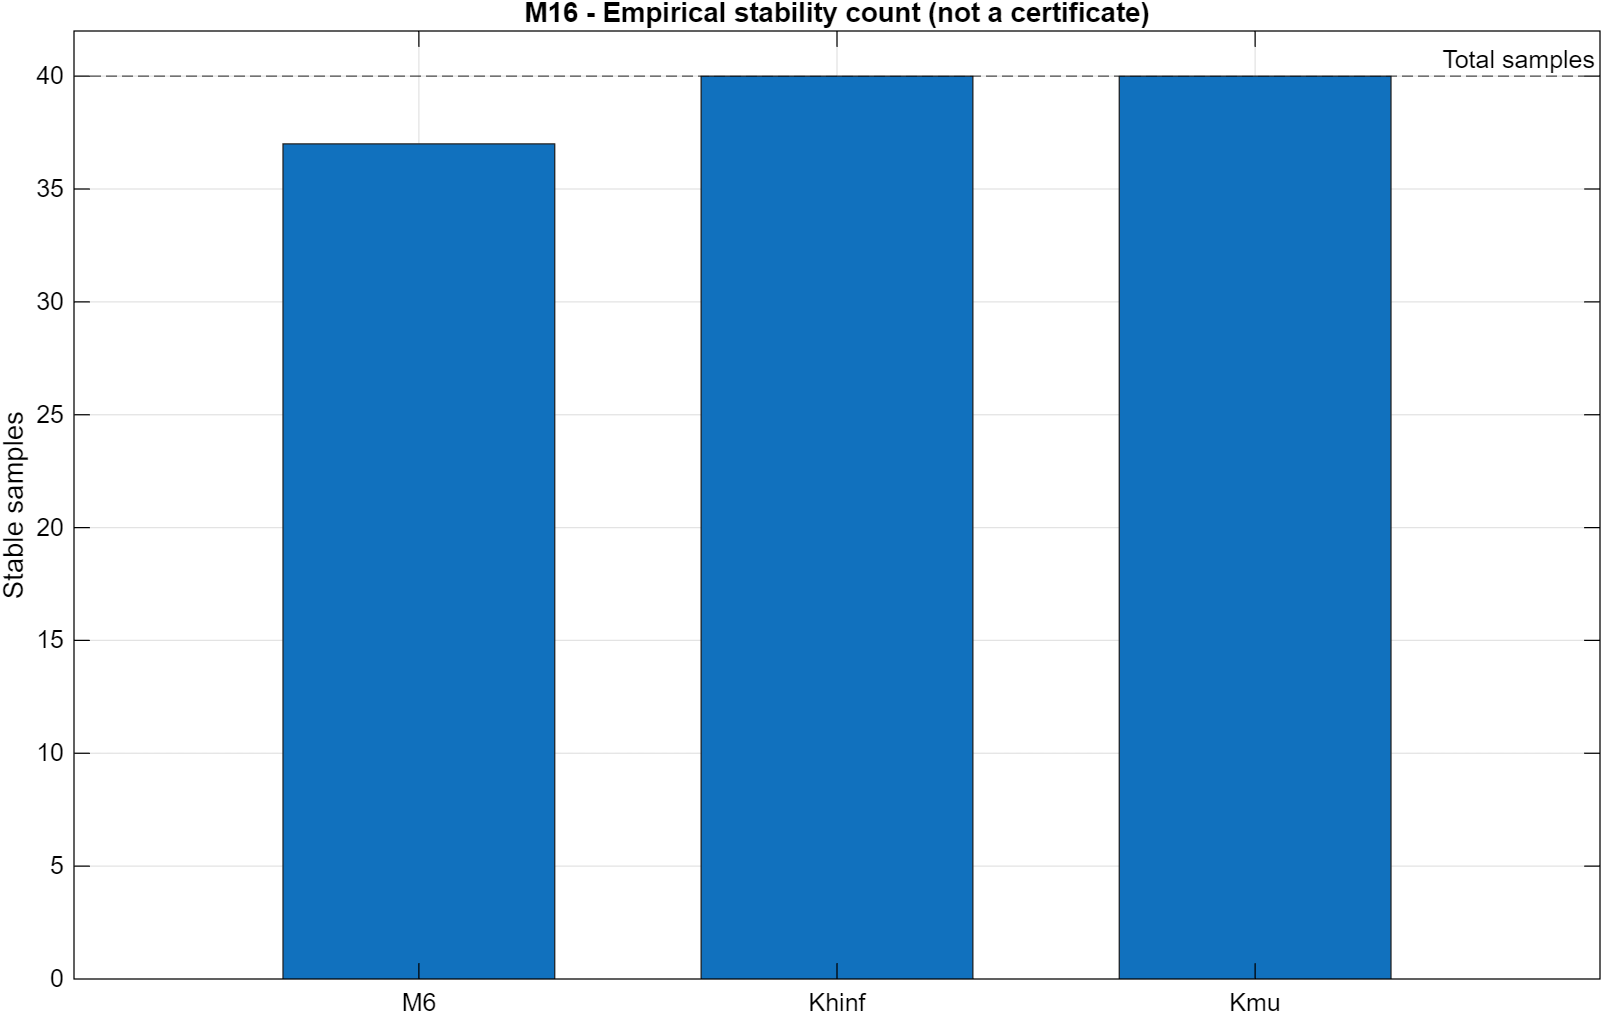 M16 - Empirical stability count (not a certificate)
Total samples
40
35
30
25
20
15
10
5
0
Stable samples
M6
Khinf
Kmu